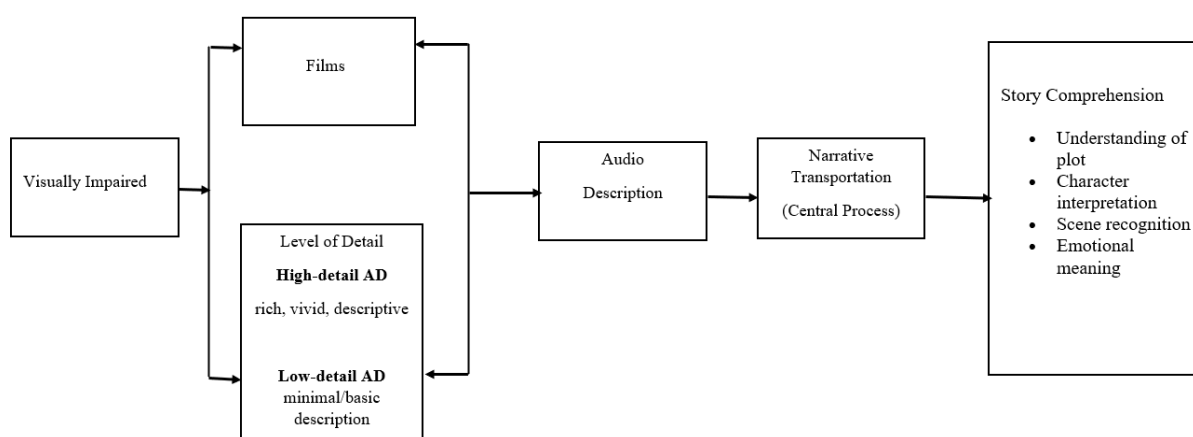 Visually Impaired
Films
Level of Detail
High-detail AD
rich, vivid, descriptive
Low-detail AD
minimal/basic
description
Audio
Description
Narrative
Transportation
(Central Process)
Story Comprehension
• Understanding of
plot
• Character
interpretation
• Scene recognition
• Emotional
meaning